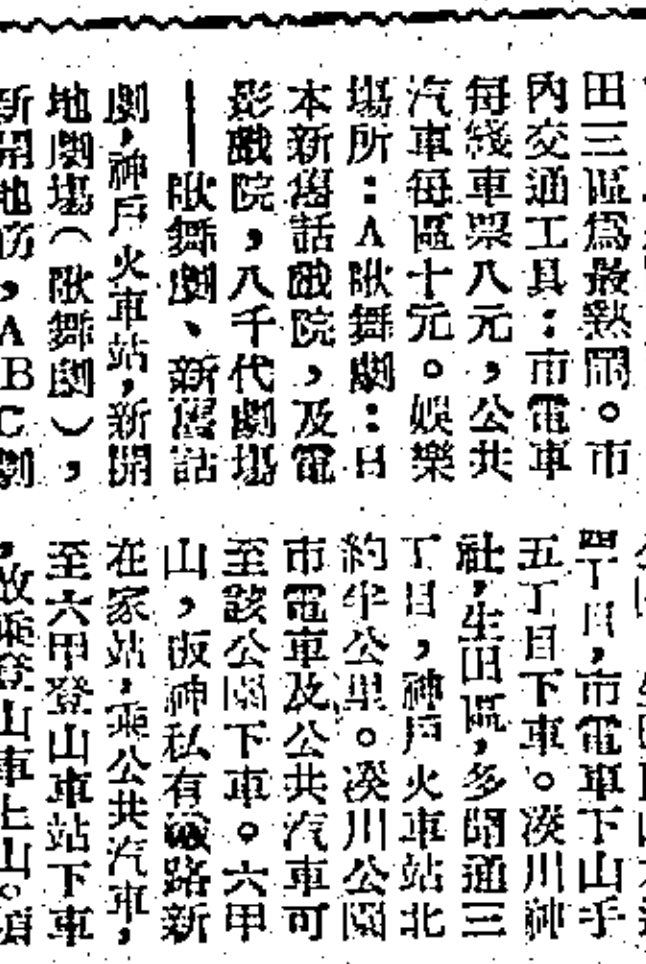 田三區爲最熱鬧。市
內交通工具：市電車
每綫車票八元，公共
汽車每區十元。娛樂
場所：A歌舞劇：日
本新舊話戲院，及電
影戲院，八千代劇場
——歌舞劇、新舊話
劇，神戶火車站，新開
地劇場（歌舞劇），
新開地前，ABC劇
四丁目，市電車下山手
五丁目下車。湊川神
社，生田區，多聞通三
丁目，神戶火車站北
約半公里。湊川公園
市電車及公共汽車可
至該公園下車。六甲
山，阪神私有鐵路新
在家站，乘公共汽車，
至六甲登山車站下車
，改乘登山車上山。須